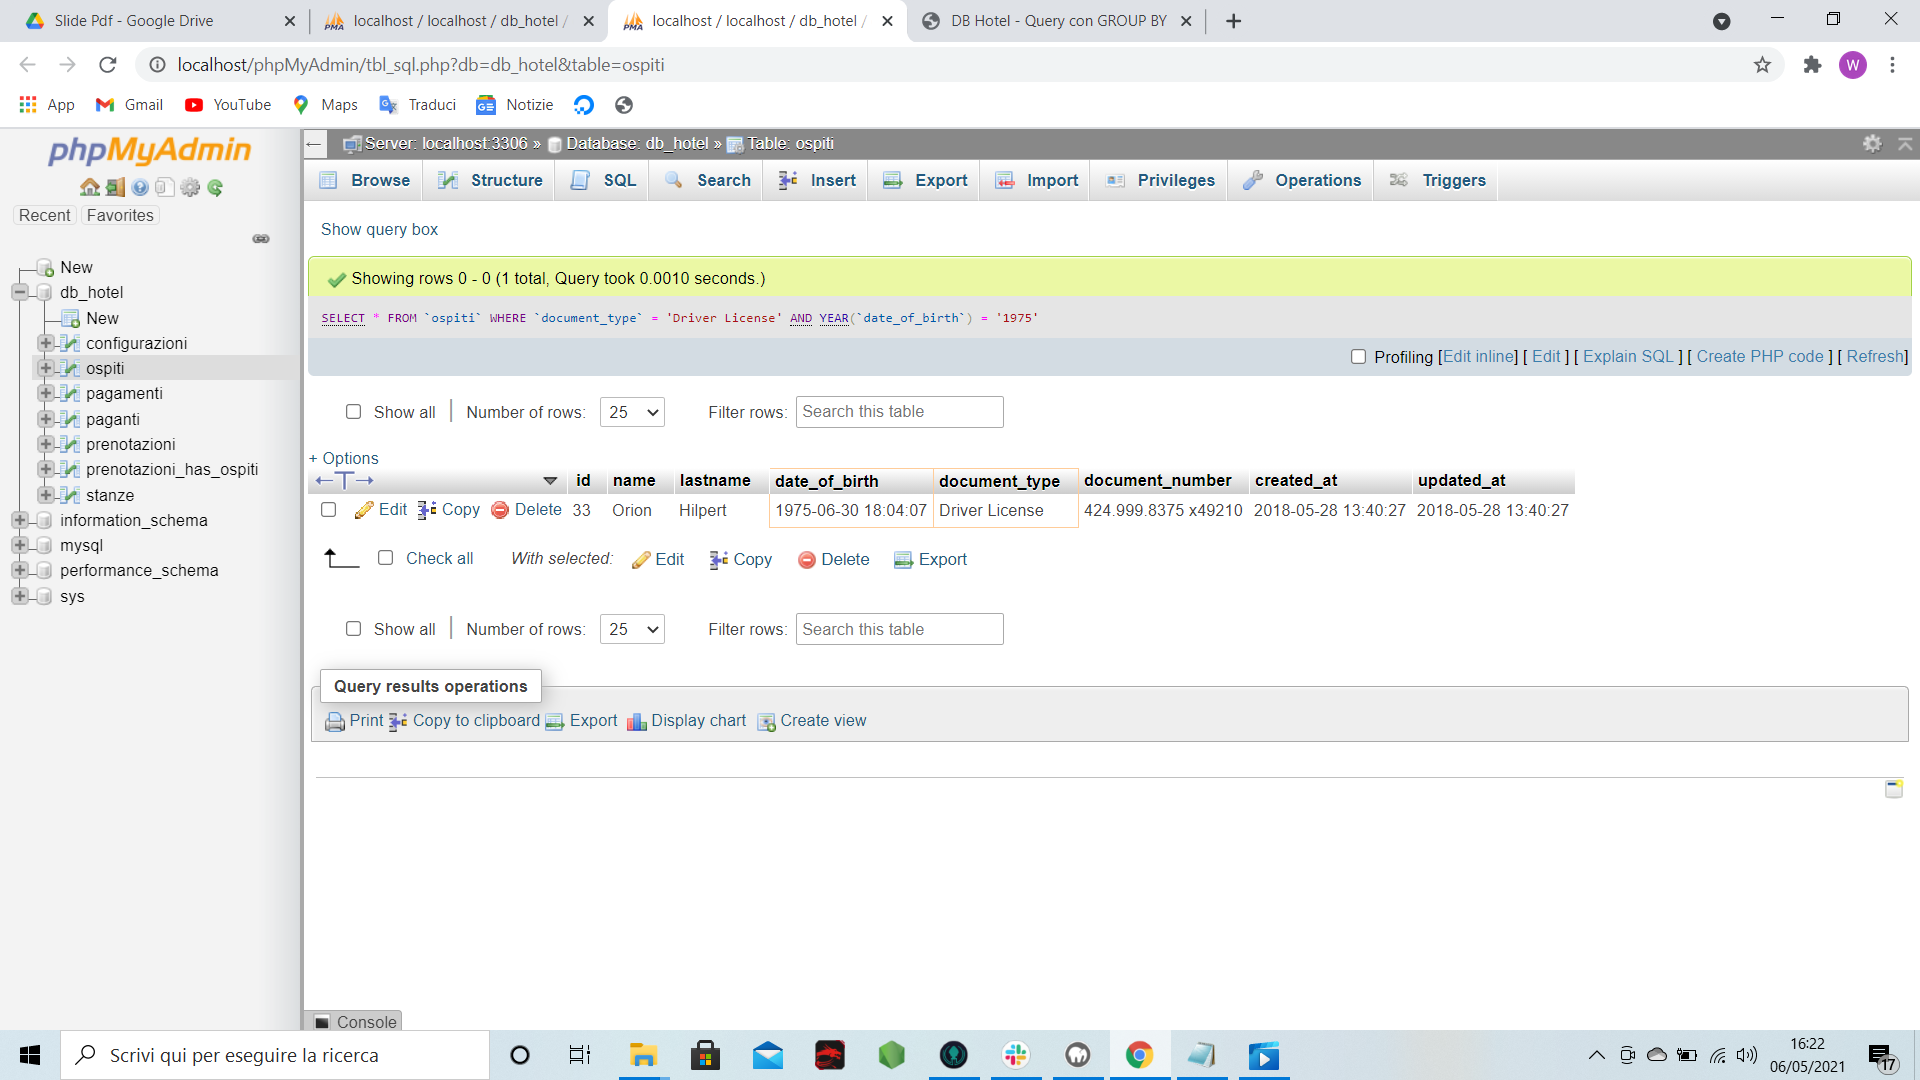 Slide Pdf - Google Drive
localhost / localhost / db_hotel /
localhost / localhost / db_hotel /
DB Hotel - Query con GROUP BY
localhost/phpMyAdmin/tbl_sql.php?db=db_hotel&table=ospiti
W
App Gmail YouTube Maps Traduci Notizie
phpMyAdmin
Recent Favorites
New
db_hotel
New
configurazioni
ospiti
pagamenti
paganti
prenotazioni
prenotazioni_has_ospiti
stanze
information_schema
mysql
performance_schema
sys
Server: localhost:3306 » Database: db_hotel » Table: ospiti
Browse Structure SQL Search Insert Export Import Privileges Operations Triggers
Show query box
Showing rows 0 - 0 (1 total, Query took 0.0010 seconds.)
SELECT * FROM `ospiti` WHERE `document_type` = 'Driver License' AND YEAR(`date_of_birth`) = '1975'
Profiling [Edit inline] [ Edit ] [ Explain SQL ] [ Create PHP code ] [ Refresh]
Show all Number of rows: 25 Filter rows: Search this table
+ Options
←T→ id name lastname date_of_birth document_type document_number created_at updated_at
Edit Copy Delete 33 Orion Hilpert 1975-06-30 18:04:07 Driver License 424.999.8375 x49210 2018-05-28 13:40:27 2018-05-28 13:40:27
Check all With selected: Edit Copy Delete Export
Show all Number of rows: 25 Filter rows: Search this table
Query results operations
Print Copy to clipboard Export Display chart Create view
Console
Scrivi qui per eseguire la ricerca
16:22
06/05/2021
17